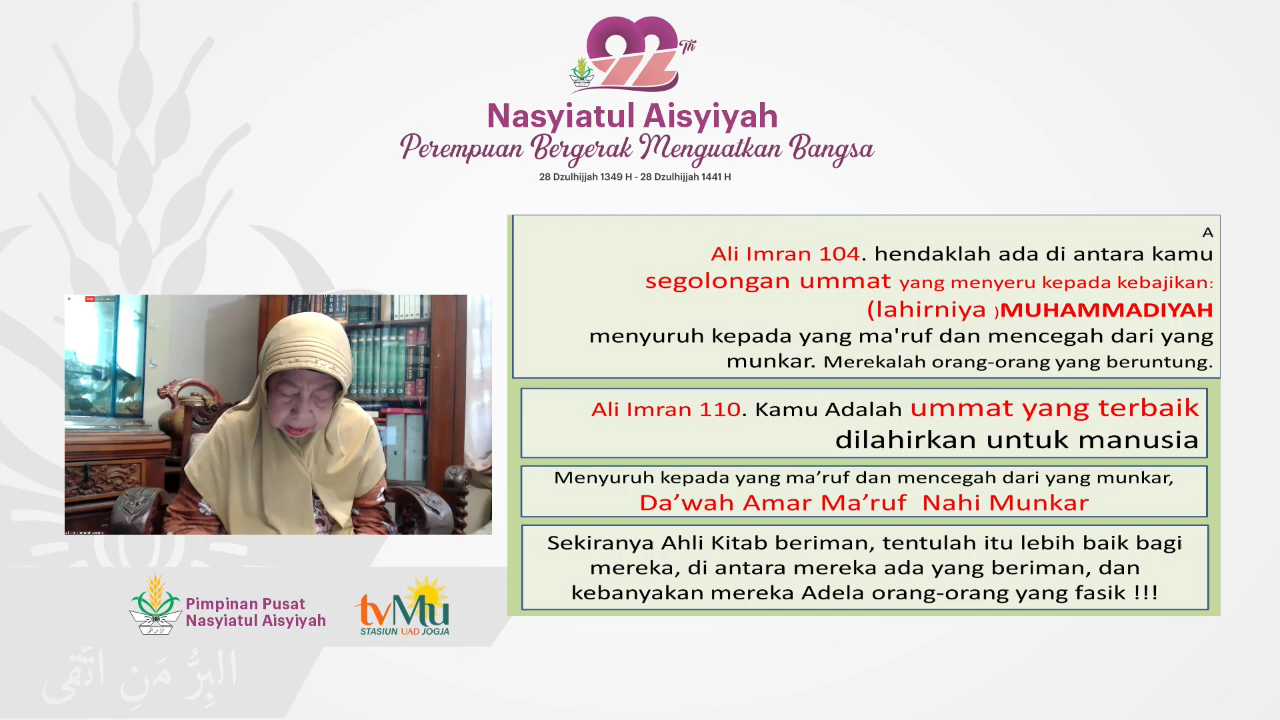 92 Th
Nasyiatul Aisyiyah
Perempuan Bergerak Menguatkan Bangsa
28 Dzulhijjah 1349 H - 28 Dzulhijjah 1441 H
A
Ali Imran 104. hendaklah ada di antara kamu
segolongan ummat yang menyeru kepada kebajikan:
(lahirniya )MUHAMMADIYAH
menyuruh kepada yang ma'ruf dan mencegah dari yang
munkar. Merekalah orang-orang yang beruntung.
Ali Imran 110. Kamu Adalah ummat yang terbaik
dilahirkan untuk manusia
Menyuruh kepada yang ma’ruf dan mencegah dari yang munkar,
Da’wah Amar Ma’ruf Nahi Munkar
Sekiranya Ahli Kitab beriman, tentulah itu lebih baik bagi
mereka, di antara mereka ada yang beriman, dan
kebanyakan mereka Adela orang-orang yang fasik !!!
Pimpinan Pusat
Nasyiatul Aisyiyah
tvMu
STASIUN UAD JOGJA
البِرُّ مَنِ اتَّقى